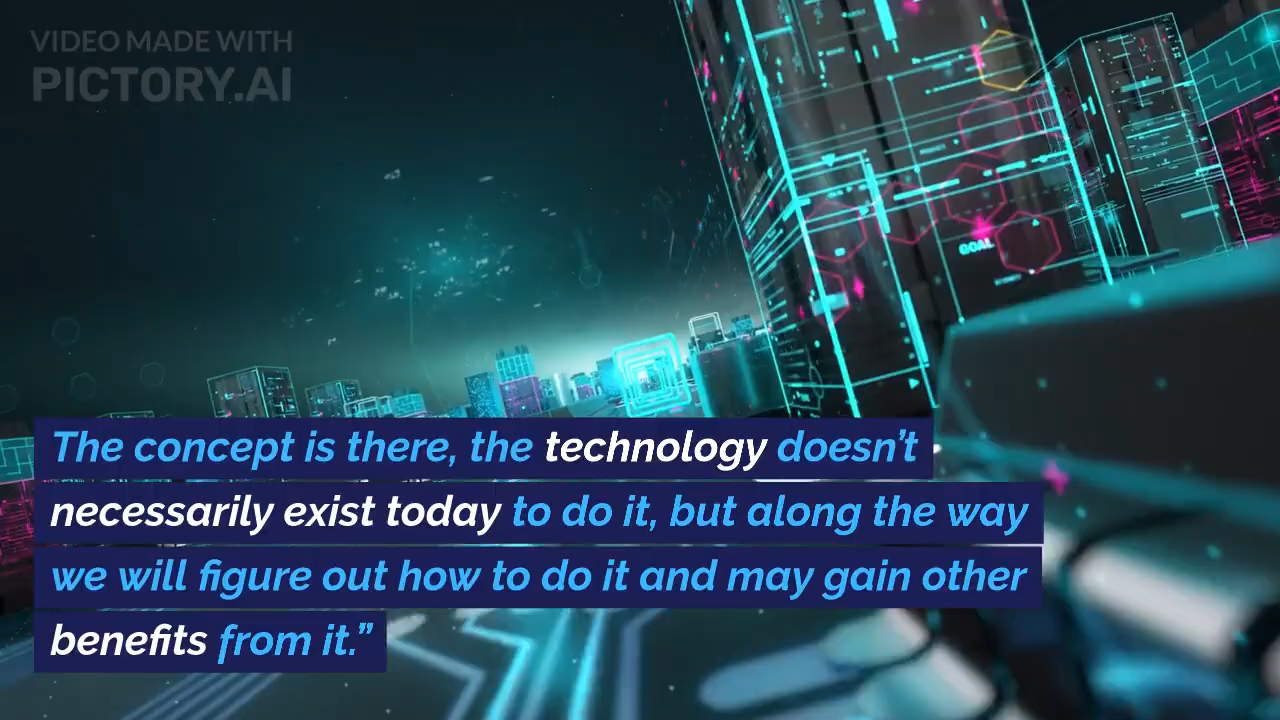 VIDEO MADE WITH
PICTORY.AI
GOAL
The concept is there, the technology doesn’t
necessarily exist today to do it, but along the way
we will figure out how to do it and may gain other
benefits from it.”